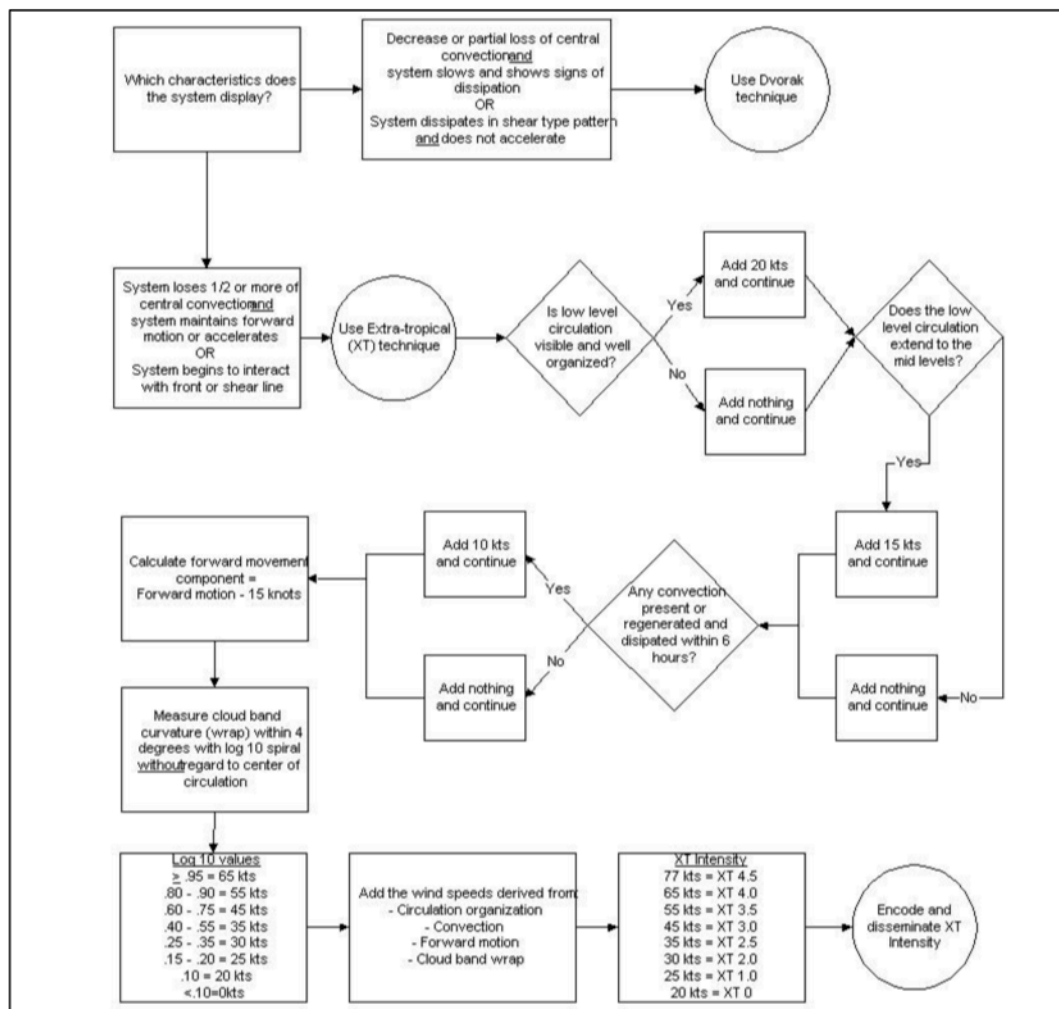 Which characteristics does
the system display?
Decrease or partial loss of central
convection and
system slows and shows signs of
dissipation
OR
System dissipates in shear type pattern
and does not accelerate
Use Dvorak
technique
System loses 1/2 or more of
central convection and
system maintains forward
motion or accelerates
OR
System begins to interact
with front or shear line
Use Extra-tropical
(XT) technique
Is low level
circulation
visible and well
organized?
Yes
No
Add 20 kts
and continue
Add nothing
and continue
Does the low
level circulation
extend to the
mid levels?
Yes
No
Add 15 kts
and continue
Add nothing
and continue
Any convection
present or
regenerated and
disipated within 6
hours?
Yes
No
Add 10 kts
and continue
Add nothing
and continue
Calculate forward movement
component =
Forward motion - 15 knots
Measure cloud band
curvature (wrap) within 4
degrees with log 10 spiral
without regard to center of
circulation
Log 10 values
≥ .95 = 65 kts
.80 - .90 = 55 kts
.60 - .75 = 45 kts
.40 - .55 = 35 kts
.25 - .35 = 30 kts
.15 - .20 = 25 kts
.10 = 20 kts
<.10=0kts
Add the wind speeds derived from:
- Circulation organization
- Convection
- Forward motion
- Cloud band wrap
XT Intensity
77 kts = XT 4.5
65 kts = XT 4.0
55 kts = XT 3.5
45 kts = XT 3.0
35 kts = XT 2.5
30 kts = XT 2.0
25 kts = XT 1.0
20 kts = XT 0
Encode and
disseminate XT
Intensity